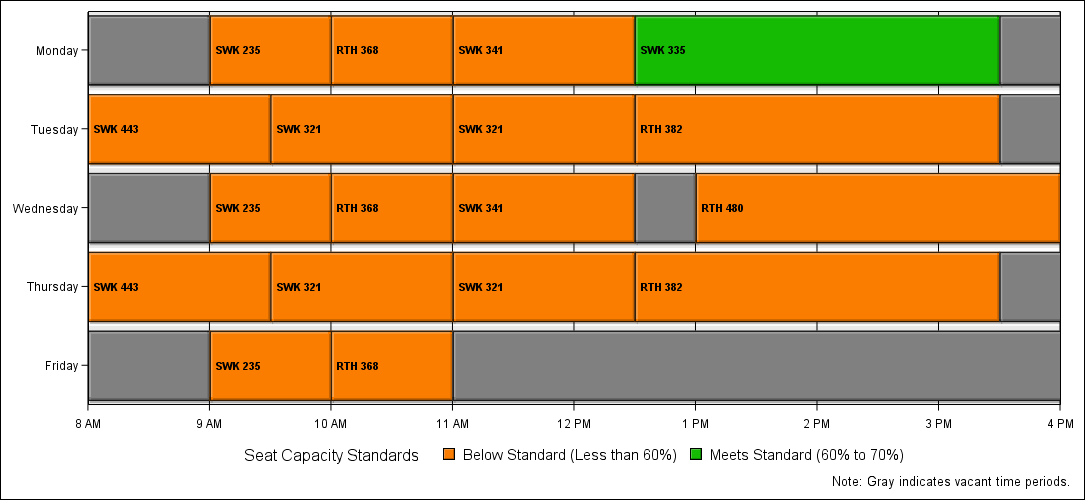 Monday SWK 235 RTH 368 SWK 341 SWK 335
Tuesday SWK 443 SWK 321 SWK 321 RTH 382
Wednesday SWK 235 RTH 368 SWK 341 RTH 480
Thursday SWK 443 SWK 321 SWK 321 RTH 382
Friday SWK 235 RTH 368
8 AM 9 AM 10 AM 11 AM 12 PM 1 PM 2 PM 3 PM 4 PM
Seat Capacity Standards Below Standard (Less than 60%) Meets Standard (60% to 70%)
Note: Gray indicates vacant time periods.